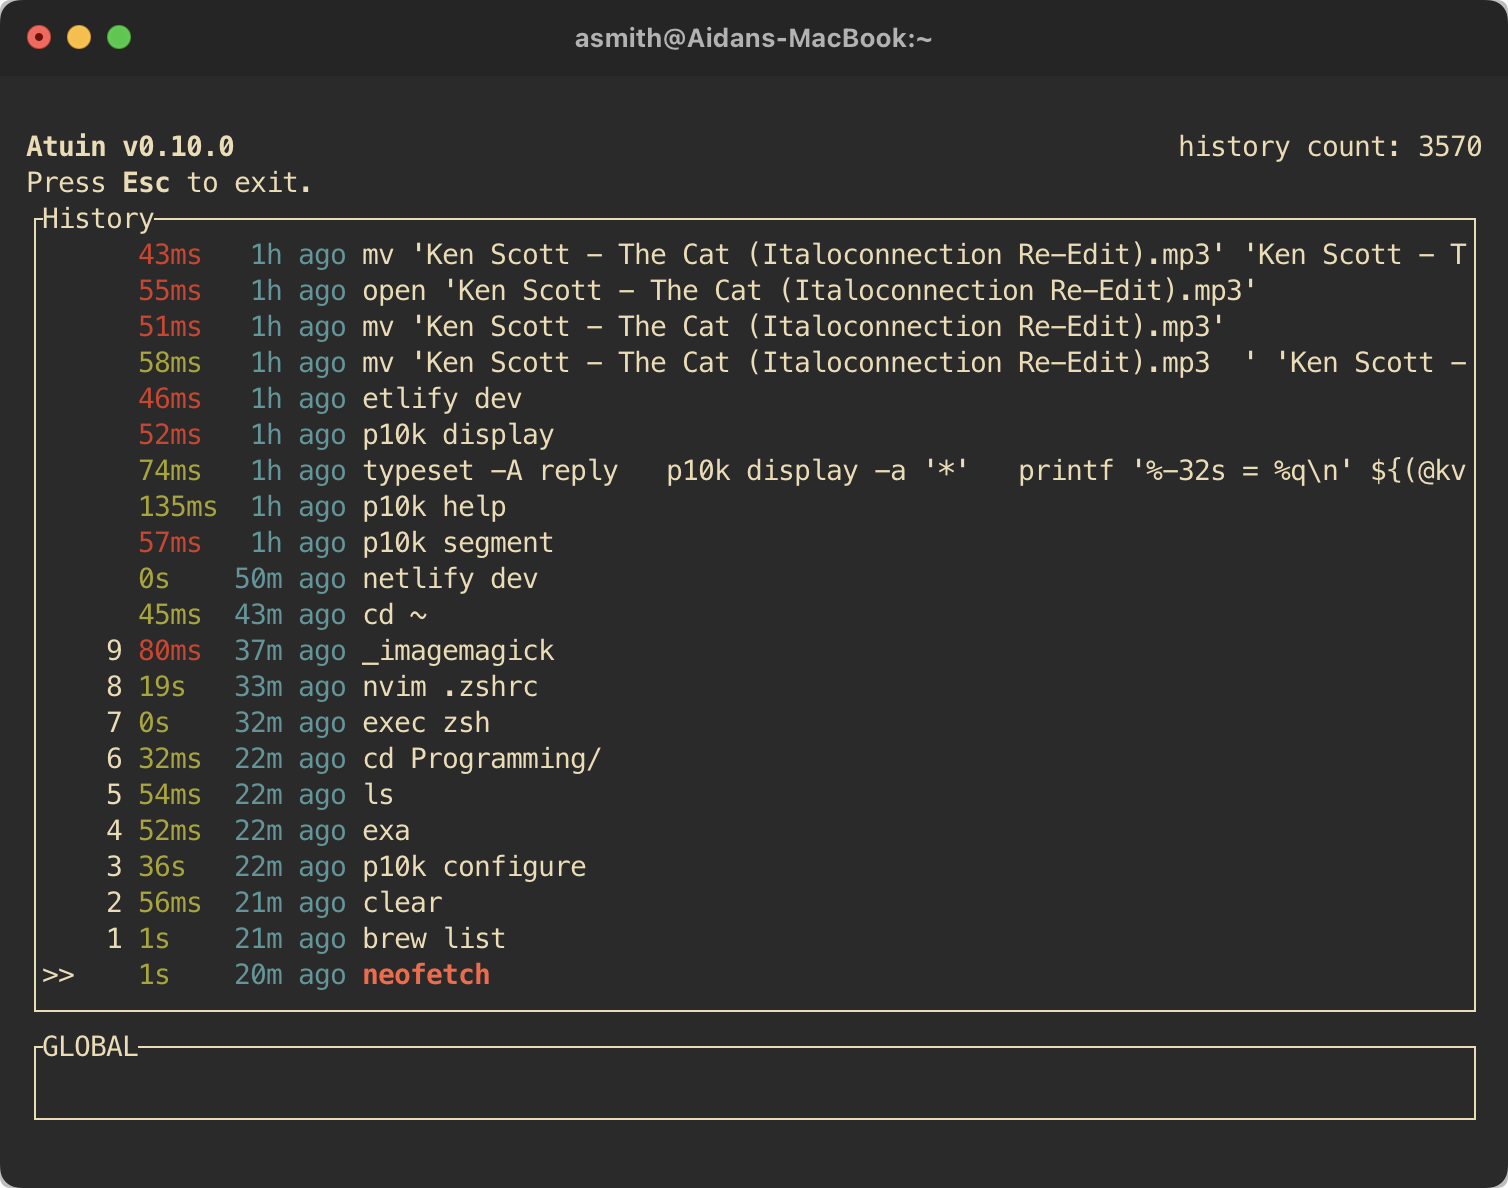 asmith@Aidans-MacBook:~
Atuin v0.10.0 history count: 3570
Press Esc to exit.
History
43ms 1h ago mv 'Ken Scott - The Cat (Italoconnection Re-Edit).mp3' 'Ken Scott - T
55ms 1h ago open 'Ken Scott - The Cat (Italoconnection Re-Edit).mp3'
51ms 1h ago mv 'Ken Scott - The Cat (Italoconnection Re-Edit).mp3'
58ms 1h ago mv 'Ken Scott - The Cat (Italoconnection Re-Edit).mp3  ' 'Ken Scott -
46ms 1h ago etlify dev
52ms 1h ago p10k display
74ms 1h ago typeset -A reply   p10k display -a '*'   printf '%-32s = %q\n' ${(@kv
135ms 1h ago p10k help
57ms 1h ago p10k segment
0s 50m ago netlify dev
45ms 43m ago cd ~
9 80ms 37m ago _imagemagick
8 19s 33m ago nvim .zshrc
7 0s 32m ago exec zsh
6 32ms 22m ago cd Programming/
5 54ms 22m ago ls
4 52ms 22m ago exa
3 36s 22m ago p10k configure
2 56ms 21m ago clear
1 1s 21m ago brew list
>> 1s 20m ago neofetch
GLOBAL